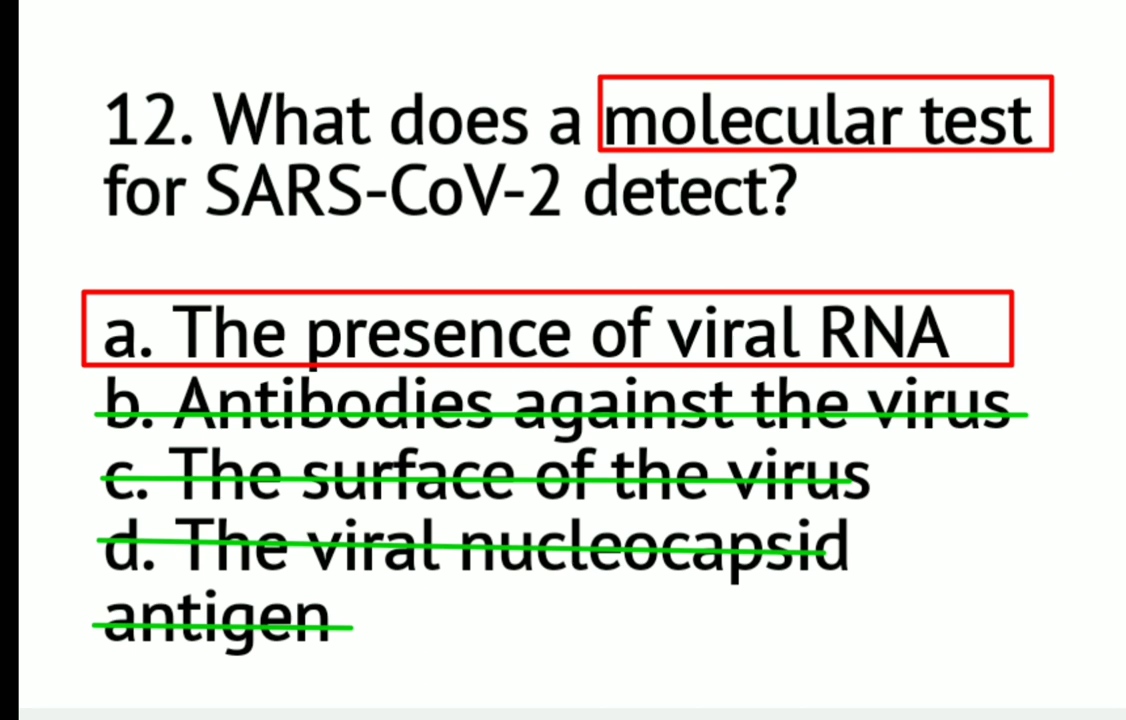 12. What does a molecular test
for SARS-CoV-2 detect?
a. The presence of viral RNA
b. Antibodies against the virus
c. The surface of the virus
d. The viral nucleocapsid
antigen